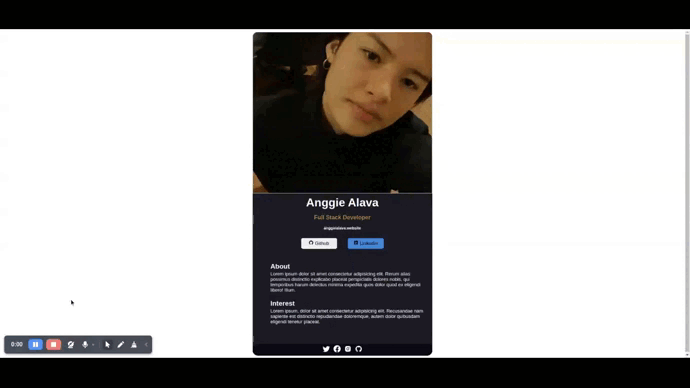 Anggie Alava
Full Stack Developer
anggiealava.website
Github
Linkedin
About
Lorem ipsum dolor sit amet consectetur adipisicing elit. Rerum alias
possimus distinctio explicabo placeat perspiciatis dolores nobis, qui
temporibus harum delectus minima expedita quos dolor quod ex eligendi
libero! Illum.
Interest
Lorem ipsum, dolor sit amet consectetur adipisicing elit. Recusandae nam
sapiente est distinctio repudiandae doloremque, autem dolor quibusdam
eligendi tenetur placeat.
0:00